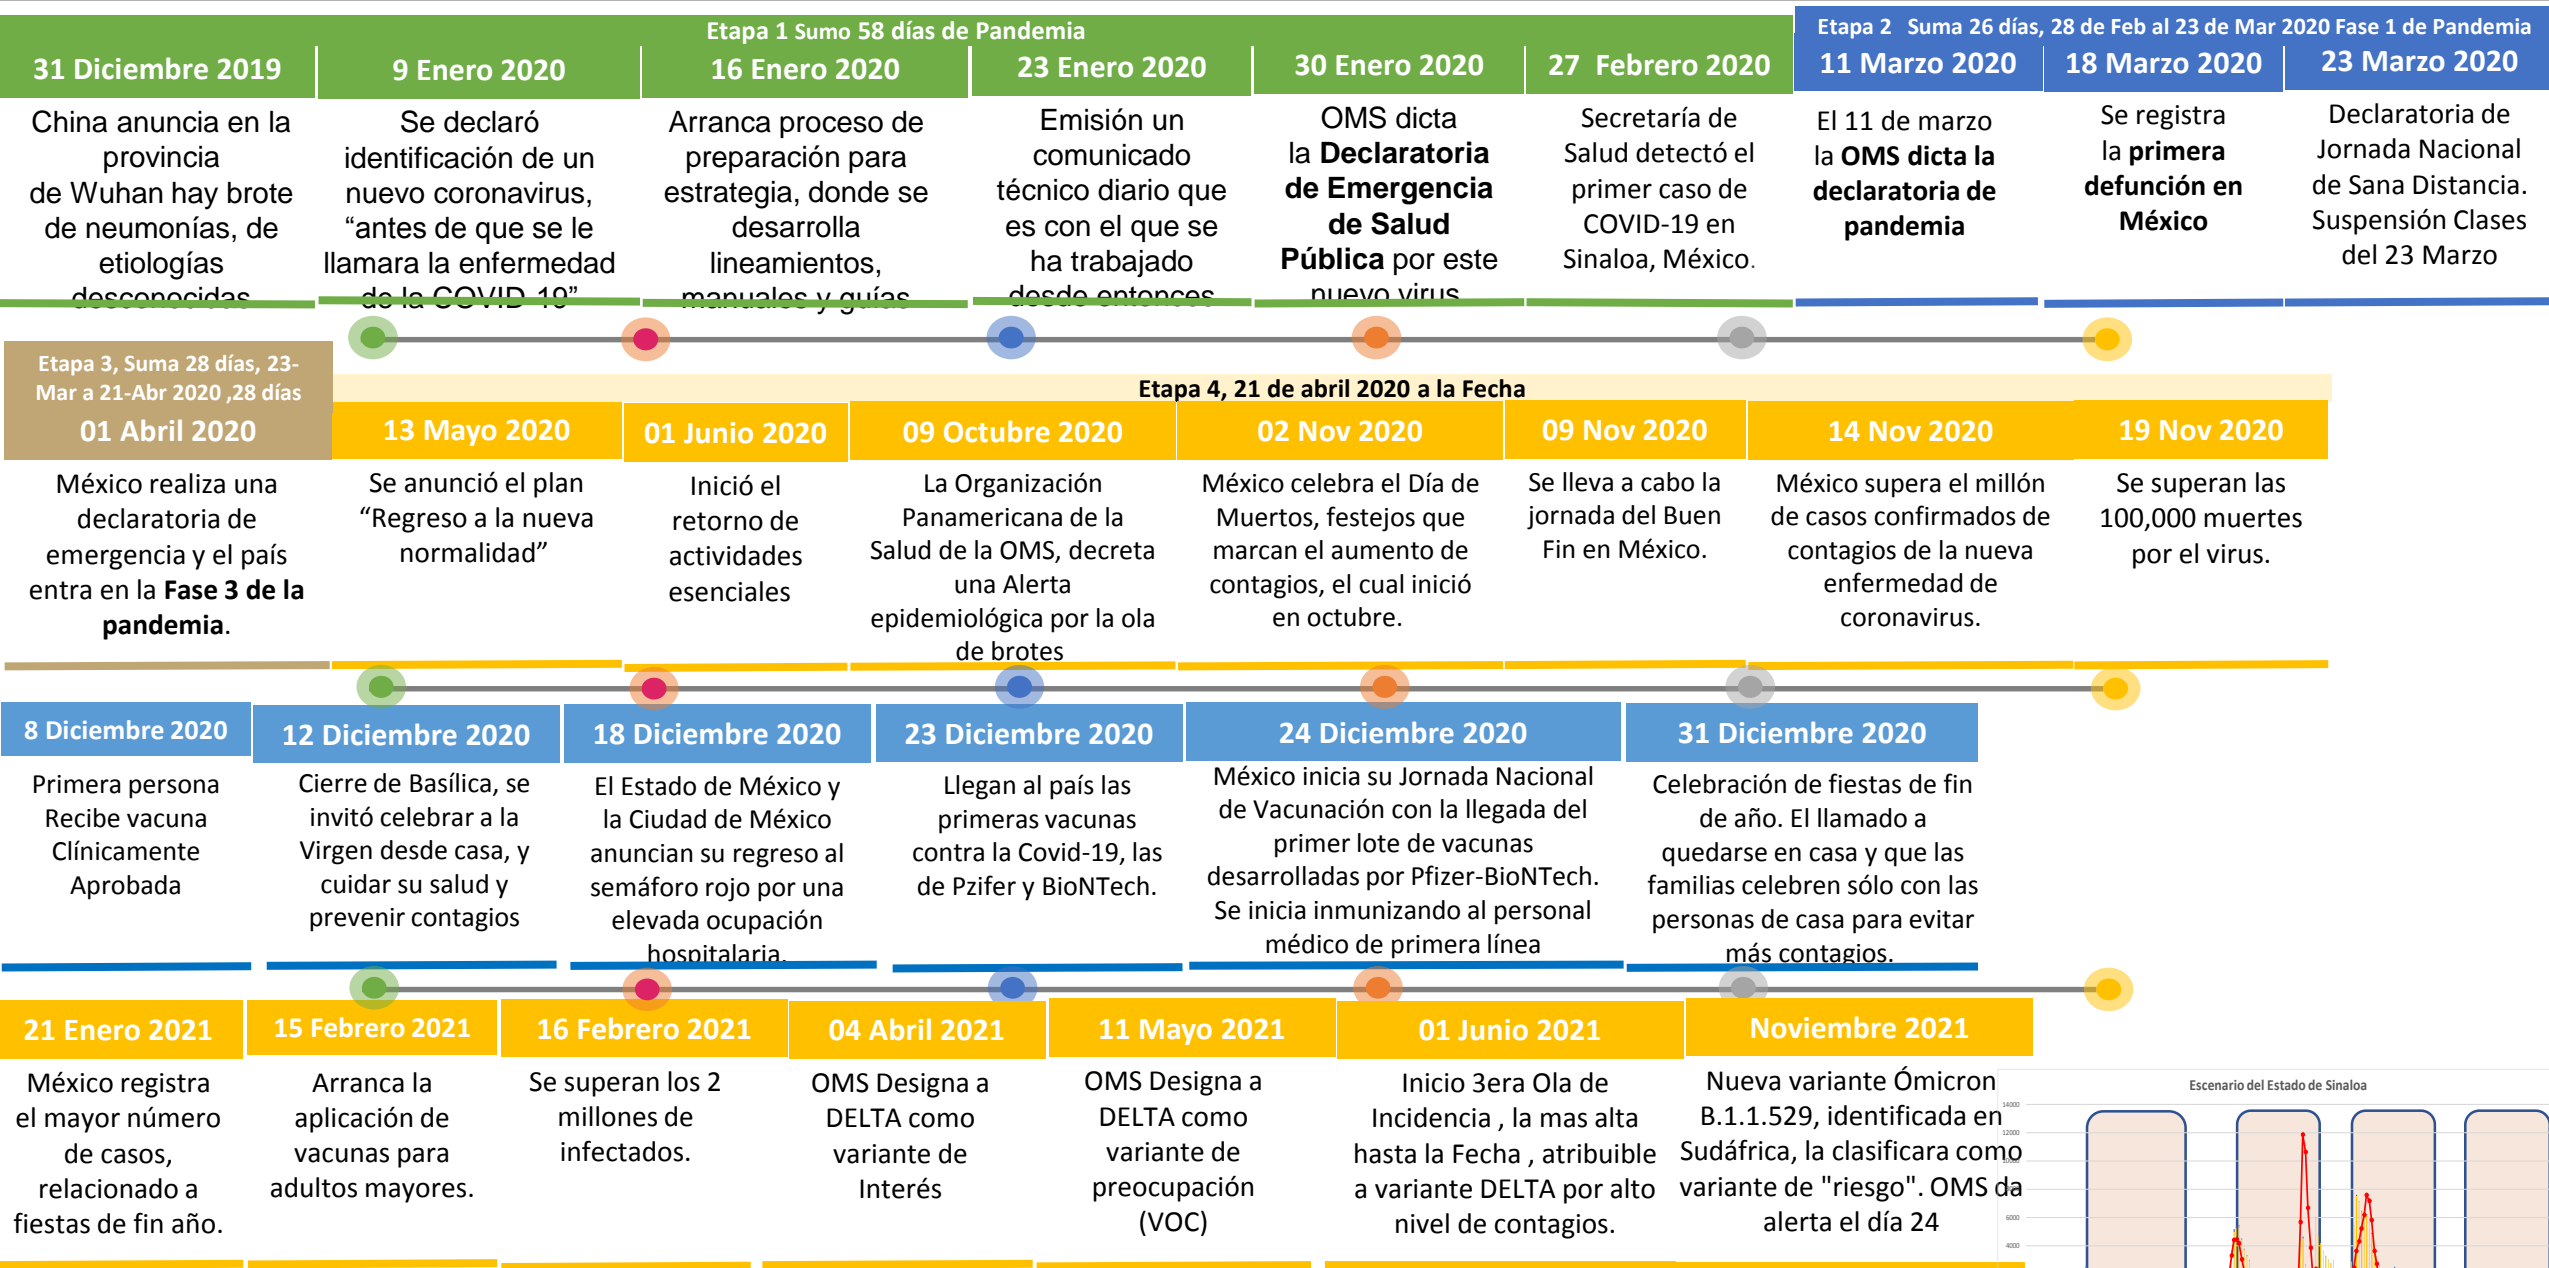 Etapa 1 Sumo 58 días de Pandemia
Etapa 2 Suma 26 días, 28 de Feb al 23 de Mar 2020 Fase 1 de Pandemia
31 Diciembre 2019
China anuncia en la
provincia
de Wuhan hay brote
de neumonías, de
etiologías
desconocidas
9 Enero 2020
Se declaró
identificación de un
nuevo coronavirus,
“antes de que se le
llamara la enfermedad
de la COVID-19”
16 Enero 2020
Arranca proceso de
preparación para
estrategia, donde se
desarrolla
lineamientos,
manuales y guías
23 Enero 2020
Emisión un
comunicado
técnico diario que
es con el que se
ha trabajado
desde entonces
30 Enero 2020
OMS dicta
la Declaratoria
de Emergencia
de Salud
Pública por este
nuevo virus
27 Febrero 2020
Secretaría de
Salud detectó el
primer caso de
COVID-19 en
Sinaloa, México.
11 Marzo 2020
El 11 de marzo
la OMS dicta la
declaratoria de
pandemia
18 Marzo 2020
Se registra
la primera
defunción en
México
23 Marzo 2020
Declaratoria de
Jornada Nacional
de Sana Distancia.
Suspensión Clases
del 23 Marzo
Etapa 3, Suma 28 días, 23-
Mar a 21-Abr 2020 ,28 días
Etapa 4, 21 de abril 2020 a la Fecha
01 Abril 2020
México realiza una
declaratoria de
emergencia y el país
entra en la Fase 3 de la
pandemia.
13 Mayo 2020
Se anunció el plan
“Regreso a la nueva
normalidad”
01 Junio 2020
Inició el
retorno de
actividades
esenciales
09 Octubre 2020
La Organización
Panamericana de la
Salud de la OMS, decreta
una Alerta
epidemiológica por la ola
de brotes
02 Nov 2020
México celebra el Día de
Muertos, festejos que
marcan el aumento de
contagios, el cual inició
en octubre.
09 Nov 2020
Se lleva a cabo la
jornada del Buen
Fin en México.
14 Nov 2020
México supera el millón
de casos confirmados de
contagios de la nueva
enfermedad de
coronavirus.
19 Nov 2020
Se superan las
100,000 muertes
por el virus.
8 Diciembre 2020
Primera persona
Recibe vacuna
Clínicamente
Aprobada
12 Diciembre 2020
Cierre de Basílica, se
invitó celebrar a la
Virgen desde casa, y
cuidar su salud y
prevenir contagios
18 Diciembre 2020
El Estado de México y
la Ciudad de México
anuncian su regreso al
semáforo rojo por una
elevada ocupación
hospitalaria.
23 Diciembre 2020
Llegan al país las
primeras vacunas
contra la Covid-19, las
de Pzifer y BioNTech.
24 Diciembre 2020
México inicia su Jornada Nacional
de Vacunación con la llegada del
primer lote de vacunas
desarrolladas por Pfizer-BioNTech.
Se inicia inmunizando al personal
médico de primera línea
31 Diciembre 2020
Celebración de fiestas de fin
de año. El llamado a
quedarse en casa y que las
familias celebren sólo con las
personas de casa para evitar
más contagios.
21 Enero 2021
México registra
el mayor número
de casos,
relacionado a
fiestas de fin año.
15 Febrero 2021
Arranca la
aplicación de
vacunas para
adultos mayores.
16 Febrero 2021
Se superan los 2
millones de
infectados.
04 Abril 2021
OMS Designa a
DELTA como
variante de
Interés
11 Mayo 2021
OMS Designa a
DELTA como
variante de
preocupación
(VOC)
01 Junio 2021
Inicio 3era Ola de
Incidencia , la mas alta
hasta la Fecha , atribuible
a variante DELTA por alto
nivel de contagios.
Noviembre 2021
Nueva variante Ómicron
B.1.1.529, identificada en
Sudáfrica, la clasificara como
variante de "riesgo". OMS da
alerta el día 24
Escenario del Estado de Sinaloa
14000
12000
10000
6000
4000